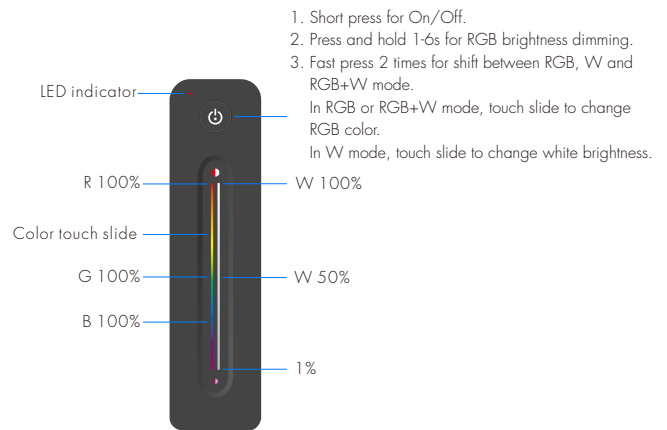 1. Short press for On/Off.
2. Press and hold 1-6s for RGB brightness dimming.
3. Fast press 2 times for shift between RGB, W and
RGB+W mode.
In RGB or RGB+W mode, touch slide to change
RGB color.
In W mode, touch slide to change white brightness.
LED indicator
R 100%
W 100%
Color touch slide
G 100%
W 50%
B 100%
1%